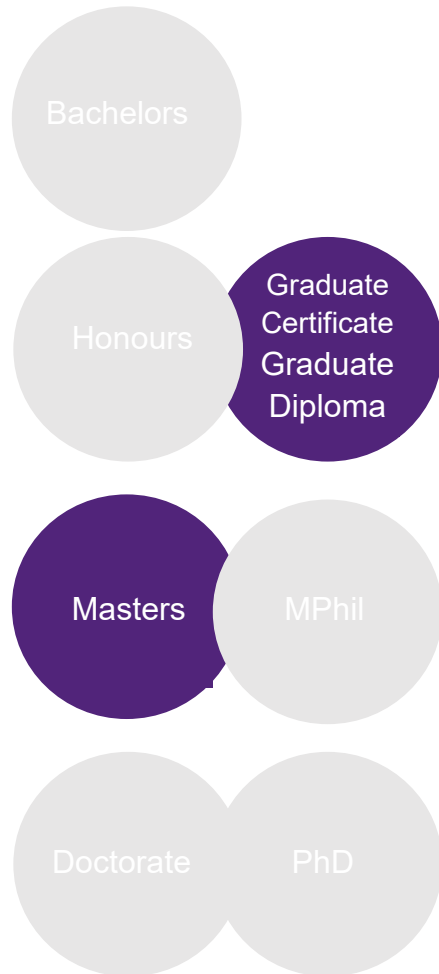 Bachelors
Honours
Graduate
Certificate
Graduate
Diploma
Masters
MPhil
Doctorate
PhD